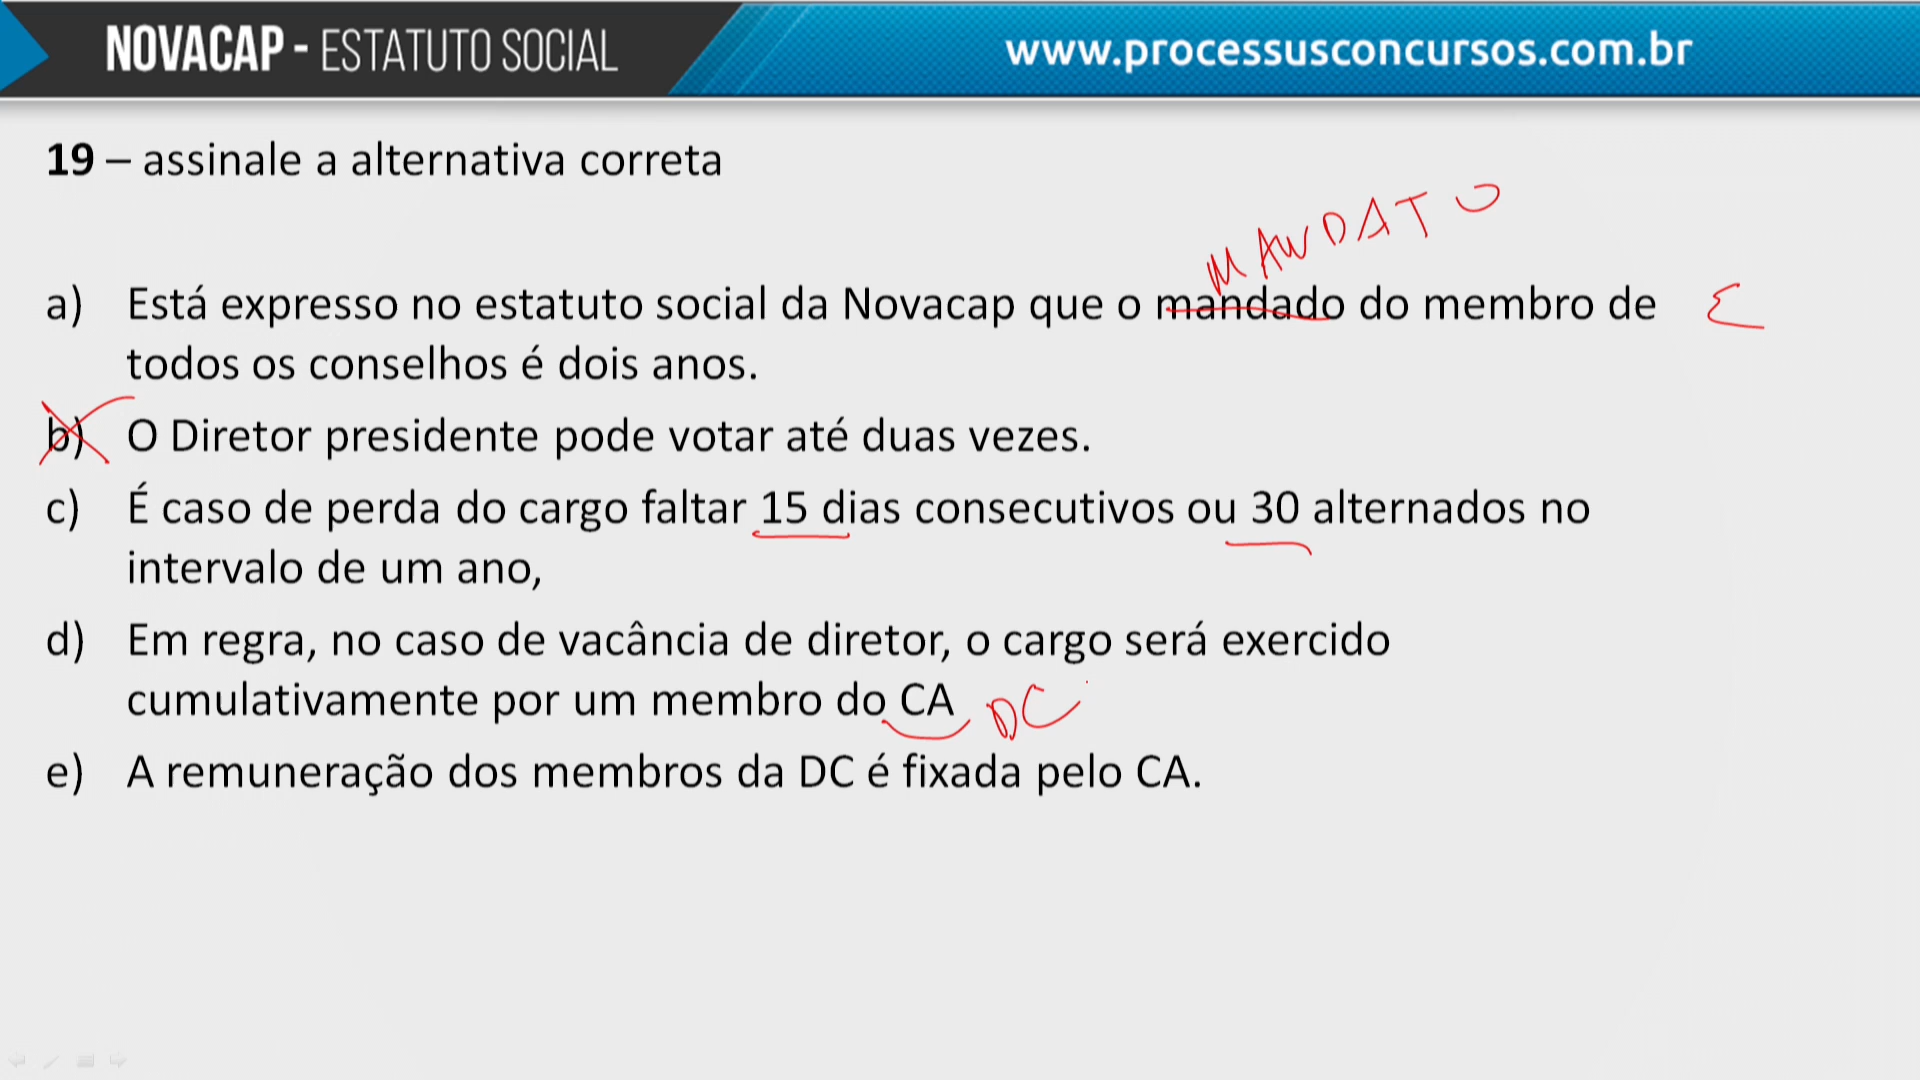 NOVACAP - ESTATUTO SOCIAL
www.processusconcursos.com.br
19 – assinale a alternativa correta
MANDATO
a) Está expresso no estatuto social da Novacap que o mandado do membro de E
todos os conselhos é dois anos.
b) O Diretor presidente pode votar até duas vezes.
c) É caso de perda do cargo faltar 15 dias consecutivos ou 30 alternados no
intervalo de um ano,
d) Em regra, no caso de vacância de diretor, o cargo será exercido
cumulativamente por um membro do CA DC
e) A remuneração dos membros da DC é fixada pelo CA.